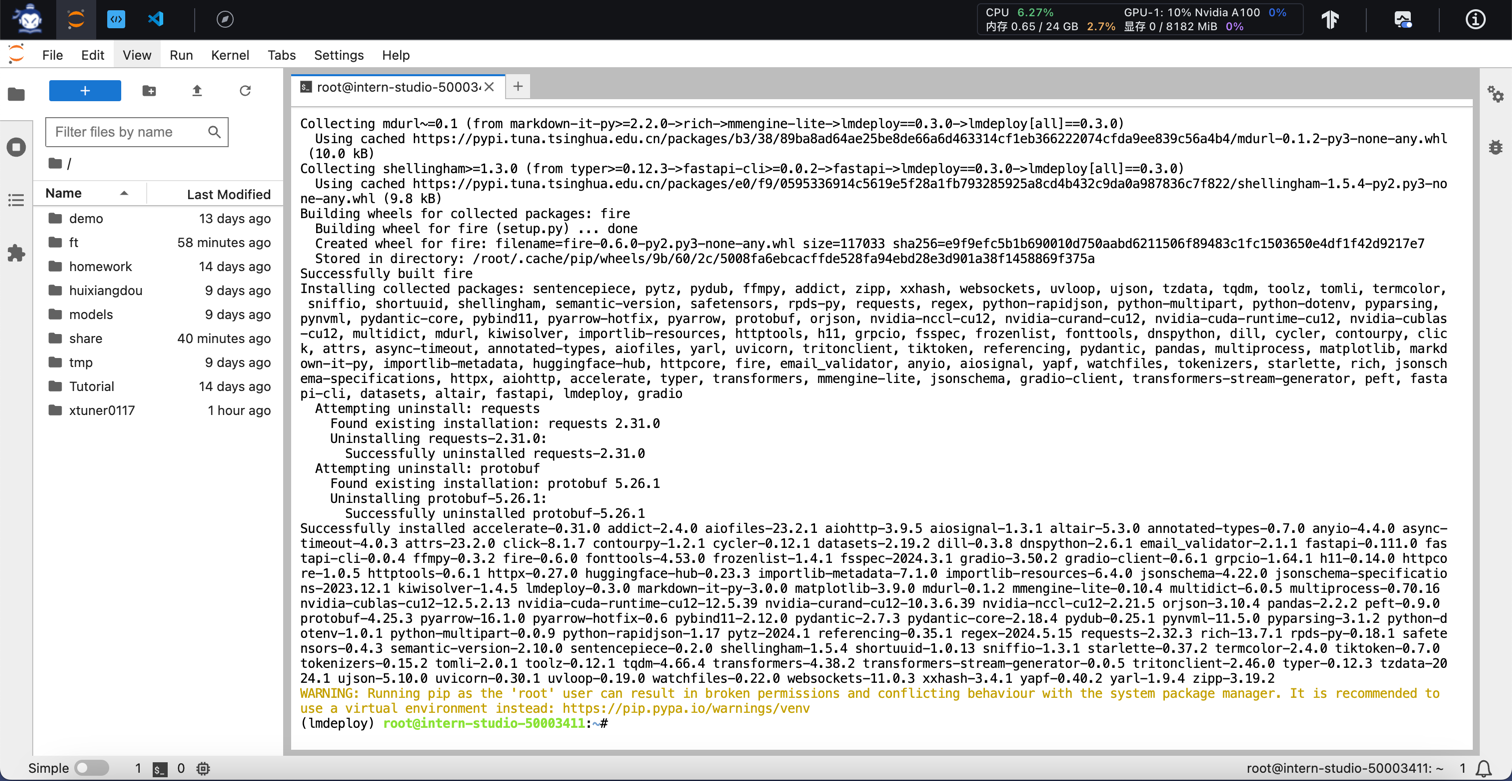 CPU 6.27% GPU-1: 10% Nvidia A100 0%
内存 0.65 / 24 GB 2.7% 显存 0 / 8182 MiB 0%
File Edit View Run Kernel Tabs Settings Help
root@intern-studio-50003
Filter files by name
/
Name Last Modified
demo 13 days ago
ft 58 minutes ago
homework 14 days ago
huixiangdou 9 days ago
models 9 days ago
share 40 minutes ago
tmp 9 days ago
Tutorial 14 days ago
xtuner0117 1 hour ago
Collecting mdurl~=0.1 (from markdown-it-py>=2.2.0->rich->mmengine-lite->lmdeploy==0.3.0->lmdeploy[all]==0.3.0)
Using cached https://pypi.tuna.tsinghua.edu.cn/packages/b3/38/89ba8ad64ae25be8de66a6d463314cf1eb366222074cfda9ee839c56a4b4/mdurl-0.1.2-py3-none-any.whl
(10.0 kB)
Collecting shellingham>=1.3.0 (from typer>=0.12.3->fastapi-cli>=0.0.2->fastapi->lmdeploy==0.3.0->lmdeploy[all]==0.3.0)
Using cached https://pypi.tuna.tsinghua.edu.cn/packages/e0/f9/0595336914c5619e5f28a1fb793285925a8cd4b432c9da0a987836c7f822/shellingham-1.5.4-py2.py3-no
ne-any.whl (9.8 kB)
Building wheels for collected packages: fire
Building wheel for fire (setup.py) ... done
Created wheel for fire: filename=fire-0.6.0-py2.py3-none-any.whl size=117033 sha256=e9f9efc5b1b690010d750aabd6211506f89483c1fc1503650e4df1f42d9217e7
Stored in directory: /root/.cache/pip/wheels/9b/60/2c/5008fa6ebcacffde528fa94ebd28e3d901a38f1458869f375a
Successfully built fire
Installing collected packages: sentencepiece, pytz, pydub, ffmpy, addict, zipp, xxhash, websockets, uvloop, ujson, tzdata, tqdm, toolz, tomli, termcolor,
sniffio, shortuuid, shellingham, semantic-version, safetensors, rpds-py, requests, regex, python-rapidjson, python-multipart, python-dotenv, pyparsing,
pynvml, pydantic-core, pybind11, pyarrow-hotfix, pyarrow, protobuf, orjson, nvidia-nccl-cu12, nvidia-curand-cu12, nvidia-cuda-runtime-cu12, nvidia-cublas
-cu12, multidict, mdurl, kiwisolver, importlib-resources, httptools, h11, grpcio, fsspec, frozenlist, fonttools, dnspython, dill, cycler, contourpy, clic
k, attrs, async-timeout, annotated-types, aiofiles, yarl, uvicorn, tritonclient, tiktoken, referencing, pydantic, pandas, multiprocess, matplotlib, markd
own-it-py, importlib-metadata, huggingface-hub, httpcore, fire, email_validator, anyio, aiosignal, yapf, watchfiles, tokenizers, starlette, rich, jsonsch
ema-specifications, httpx, aiohttp, accelerate, typer, transformers, mmengine-lite, jsonschema, gradio-client, transformers-stream-generator, peft, fasta
pi-cli, datasets, altair, fastapi, lmdeploy, gradio
Attempting uninstall: requests
Found existing installation: requests 2.31.0
Uninstalling requests-2.31.0:
Successfully uninstalled requests-2.31.0
Attempting uninstall: protobuf
Found existing installation: protobuf 5.26.1
Uninstalling protobuf-5.26.1:
Successfully uninstalled protobuf-5.26.1
Successfully installed accelerate-0.31.0 addict-2.4.0 aiofiles-23.2.1 aiohttp-3.9.5 aiosignal-1.3.1 altair-5.3.0 annotated-types-0.7.0 anyio-4.4.0 async-
timeout-4.0.3 attrs-23.2.0 click-8.1.7 contourpy-1.2.1 cycler-0.12.1 datasets-2.19.2 dill-0.3.8 dnspython-2.6.1 email_validator-2.1.1 fastapi-0.111.0 fas
tapi-cli-0.0.4 ffmpy-0.3.2 fire-0.6.0 fonttools-4.53.0 frozenlist-1.4.1 fsspec-2024.3.1 gradio-3.50.2 gradio-client-0.6.1 grpcio-1.64.1 h11-0.14.0 httpco
re-1.0.5 httptools-0.6.1 httpx-0.27.0 huggingface-hub-0.23.3 importlib-metadata-7.1.0 importlib-resources-6.4.0 jsonschema-4.22.0 jsonschema-specificatio
ns-2023.12.1 kiwisolver-1.4.5 lmdeploy-0.3.0 markdown-it-py-3.0.0 matplotlib-3.9.0 mdurl-0.1.2 mmengine-lite-0.10.4 multidict-6.0.5 multiprocess-0.70.16
nvidia-cublas-cu12-12.5.2.13 nvidia-cuda-runtime-cu12-12.5.39 nvidia-curand-cu12-10.3.6.39 nvidia-nccl-cu12-2.21.5 orjson-3.10.4 pandas-2.2.2 peft-0.9.0
protobuf-4.25.3 pyarrow-16.1.0 pyarrow-hotfix-0.6 pybind11-2.12.0 pydantic-2.7.3 pydantic-core-2.18.4 pydub-0.25.1 pynvml-11.5.0 pyparsing-3.1.2 python-d
otenv-1.0.1 python-multipart-0.0.9 python-rapidjson-1.17 pytz-2024.1 referencing-0.35.1 regex-2024.5.15 requests-2.32.3 rich-13.7.1 rpds-py-0.18.1 safete
nsors-0.4.3 semantic-version-2.10.0 sentencepiece-0.2.0 shellingham-1.5.4 shortuuid-1.0.13 sniffio-1.3.1 starlette-0.37.2 termcolor-2.4.0 tiktoken-0.7.0
tokenizers-0.15.2 tomli-2.0.1 toolz-0.12.1 tqdm-4.66.4 transformers-4.38.2 transformers-stream-generator-0.0.5 tritonclient-2.46.0 typer-0.12.3 tzdata-20
24.1 ujson-5.10.0 uvicorn-0.30.1 uvloop-0.19.0 watchfiles-0.22.0 websockets-11.0.3 xxhash-3.4.1 yapf-0.40.2 yarl-1.9.4 zipp-3.19.2
WARNING: Running pip as the 'root' user can result in broken permissions and conflicting behaviour with the system package manager. It is recommended to
use a virtual environment instead: https://pip.pypa.io/warnings/venv
(lmdeploy) root@intern-studio-50003411:~#
Simple 1 0 root@intern-studio-50003411: ~ 1